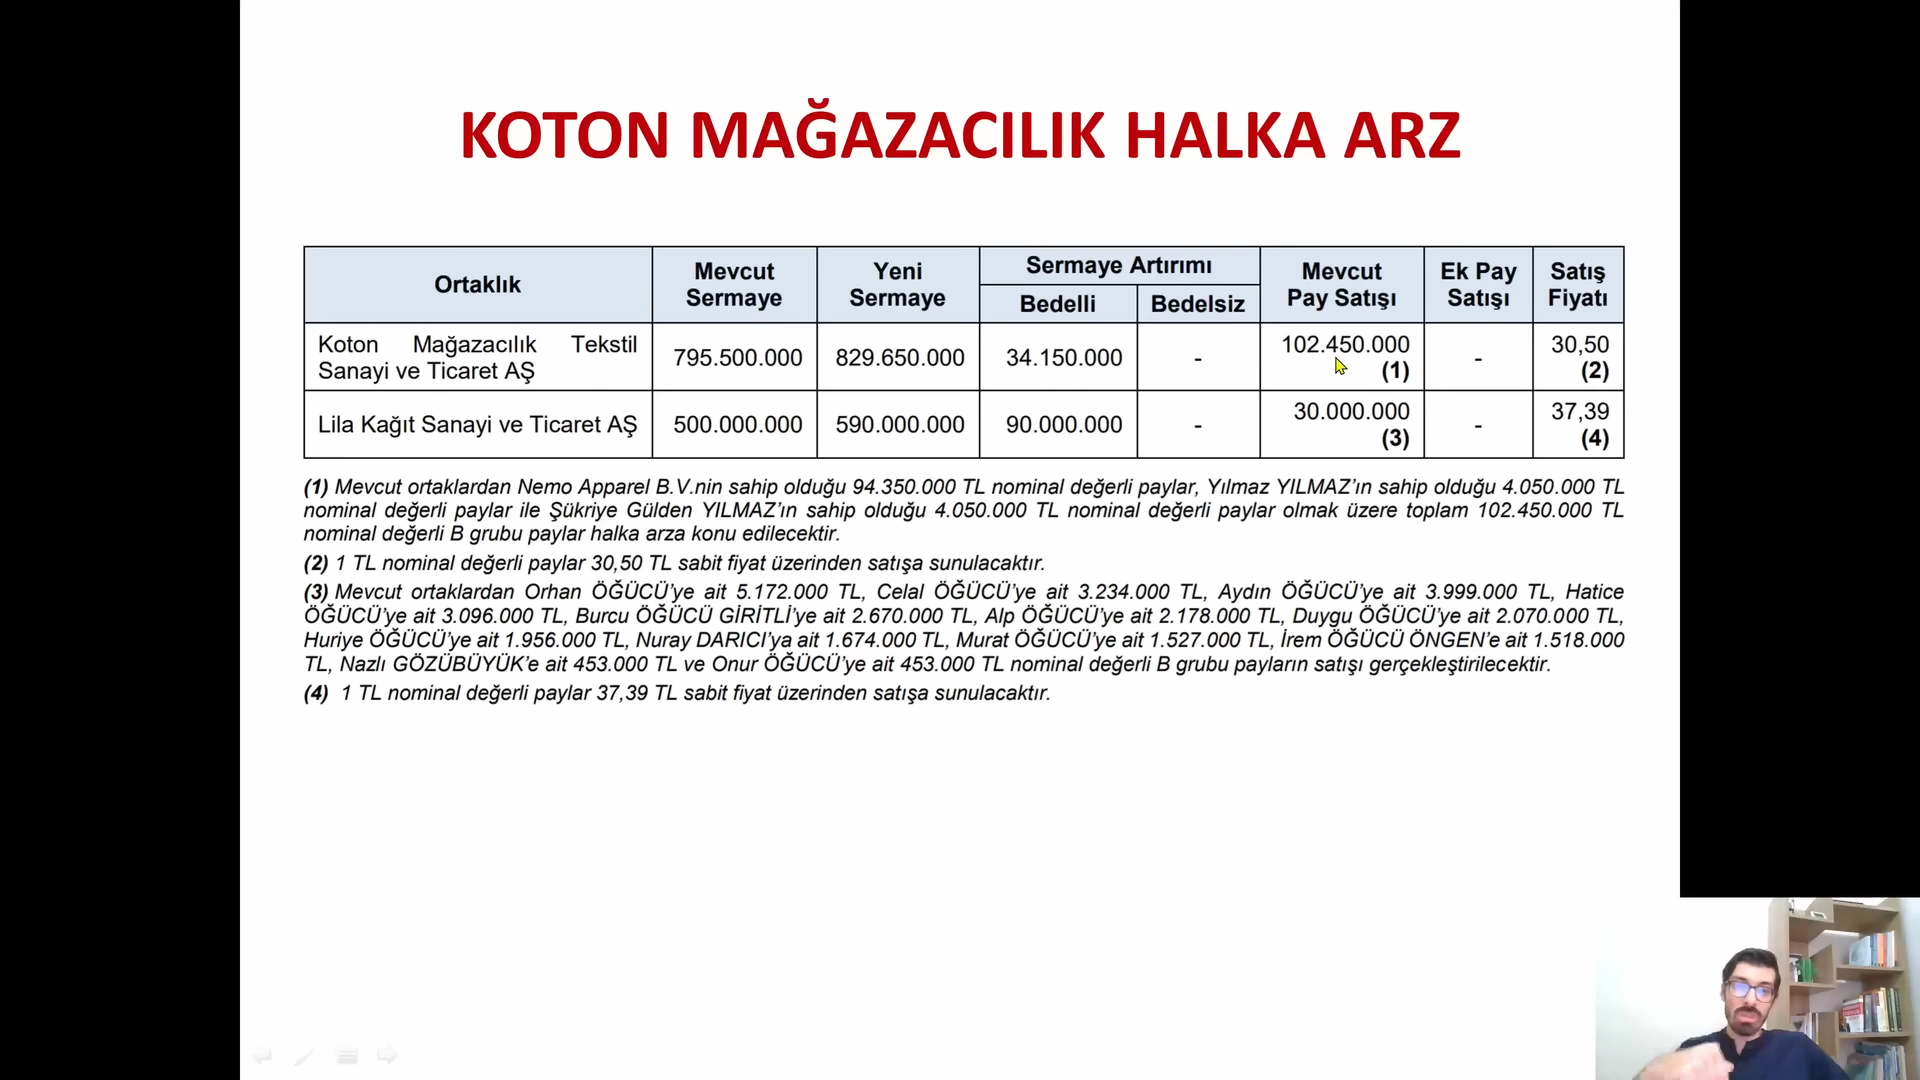 KOTON MAĞAZACILIK HALKA ARZ
Ortaklık
Mevcut Sermaye
Yeni Sermaye
Sermaye Artırımı
Bedelli
Bedelsiz
Mevcut Pay Satışı
Ek Pay Satışı
Satış Fiyatı
Koton Mağazacılık Tekstil
Sanayi ve Ticaret AŞ
795.500.000
829.650.000
34.150.000
-
102.450.000
(1)
-
30,50
(2)
Lila Kağıt Sanayi ve Ticaret AŞ
500.000.000
590.000.000
90.000.000
-
30.000.000
(3)
-
37,39
(4)
(1) Mevcut ortaklardan Nemo Apparel B.V.nin sahip olduğu 94.350.000 TL nominal değerli paylar, Yılmaz YILMAZ’ın sahip olduğu 4.050.000 TL
nominal değerli paylar ile Şükriye Gülden YILMAZ’ın sahip olduğu 4.050.000 TL nominal değerli paylar olmak üzere toplam 102.450.000 TL
nominal değerli B grubu paylar halka arza konu edilecektir.
(2) 1 TL nominal değerli paylar 30,50 TL sabit fiyat üzerinden satışa sunulacaktır.
(3) Mevcut ortaklardan Orhan ÖĞÜCÜ’ye ait 5.172.000 TL, Celal ÖĞÜCÜ’ye ait 3.234.000 TL, Aydın ÖĞÜCÜ’ye ait 3.999.000 TL, Hatice
ÖĞÜCÜ’ye ait 3.096.000 TL, Burcu ÖĞÜCÜ GİRİTLİ’ye ait 2.670.000 TL, Alp ÖĞÜCÜ’ye ait 2.178.000 TL, Duygu ÖĞÜCÜ’ye ait 2.070.000 TL,
Huriye ÖĞÜCÜ’ye ait 1.956.000 TL, Nuray DARICI’ya ait 1.674.000 TL, Murat ÖĞÜCÜ’ye ait 1.527.000 TL, İrem ÖĞÜCÜ ÖNGEN’e ait 1.518.000
TL, Nazlı GÖZÜBÜYÜK’e ait 453.000 TL ve Onur ÖĞÜCÜ’ye ait 453.000 TL nominal değerli B grubu payların satışı gerçekleştirilecektir.
(4) 1 TL nominal değerli paylar 37,39 TL sabit fiyat üzerinden satışa sunulacaktır.